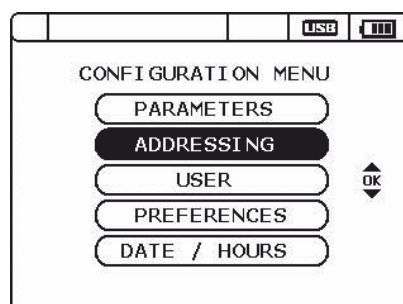 USB
CONFIGURATION MENU
PARAMETERS
ADDRESSING
USER
OK
PREFERENCES
DATE / HOURS